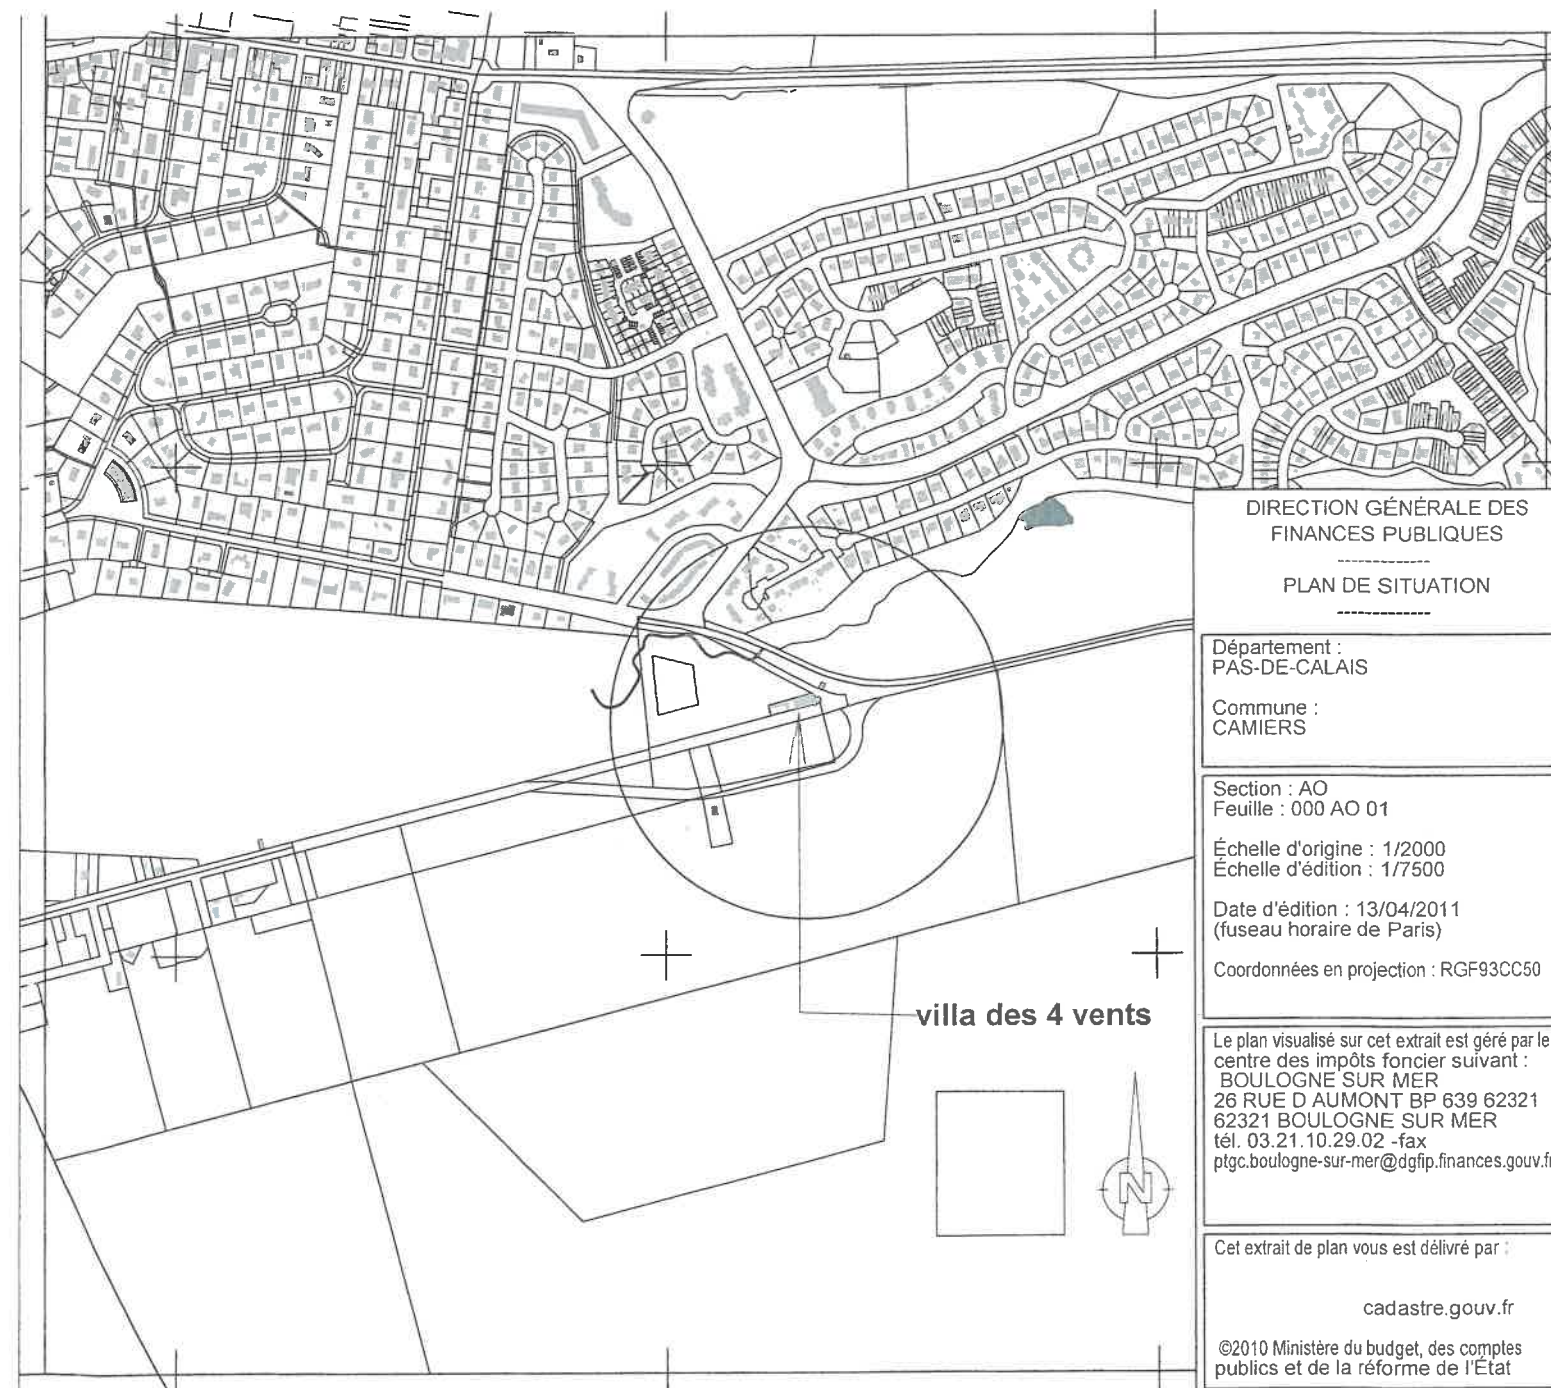 DIRECTION GÉNÉRALE DES
FINANCES PUBLIQUES
--------------
PLAN DE SITUATION
--------------
Département :
PAS-DE-CALAIS
Commune :
CAMIERS
Section : AO
Feuille : 000 AO 01
Échelle d'origine : 1/2000
Échelle d'édition : 1/7500
Date d'édition : 13/04/2011
(fuseau horaire de Paris)
Coordonnées en projection : RGF93CC50
villa des 4 vents
Le plan visualisé sur cet extrait est géré par le
centre des impôts foncier suivant :
BOULOGNE SUR MER
26 RUE D AUMONT BP 639 62321
62321 BOULOGNE SUR MER
tél. 03.21.10.29.02 -fax
ptgc.boulogne-sur-mer@dgfip.finances.gouv.fr
N
Cet extrait de plan vous est délivré par :
cadastre.gouv.fr
©2010 Ministère du budget, des comptes
publics et de la réforme de l'État